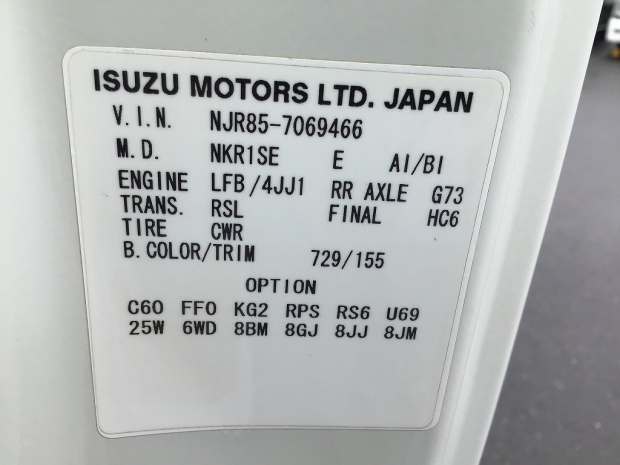 ISUZU MOTORS LTD. JAPAN
V.I.N. NJR85-7069466
M.D. NKR1SE E AI/BI
ENGINE LFB/4JJ1 RR AXLE G73
TRANS. RSL FINAL HC6
TIRE CWR
B. COLOR/TRIM 729/155
OPTION
C60 FF0 KG2 RPS RS6 U69
25W 6WD 8BM 8GJ 8JJ 8JM